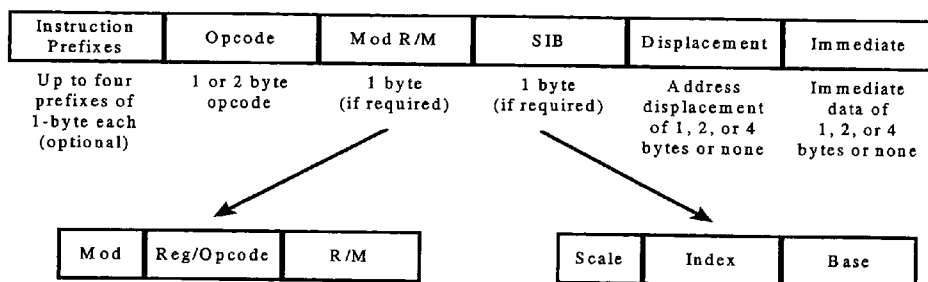 Instruction Prefixes
Opcode
Mod R/M
SIB
Displacement
Immediate
Up to four
prefixes of
1-byte each
(optional)
1 or 2 byte
opcode
1 byte
(if required)
1 byte
(if required)
Address
displacement
of 1, 2, or 4
bytes or none
Immediate
data of
1, 2, or 4
bytes or none
Mod
Reg/Opcode
R/M
Scale
Index
Base